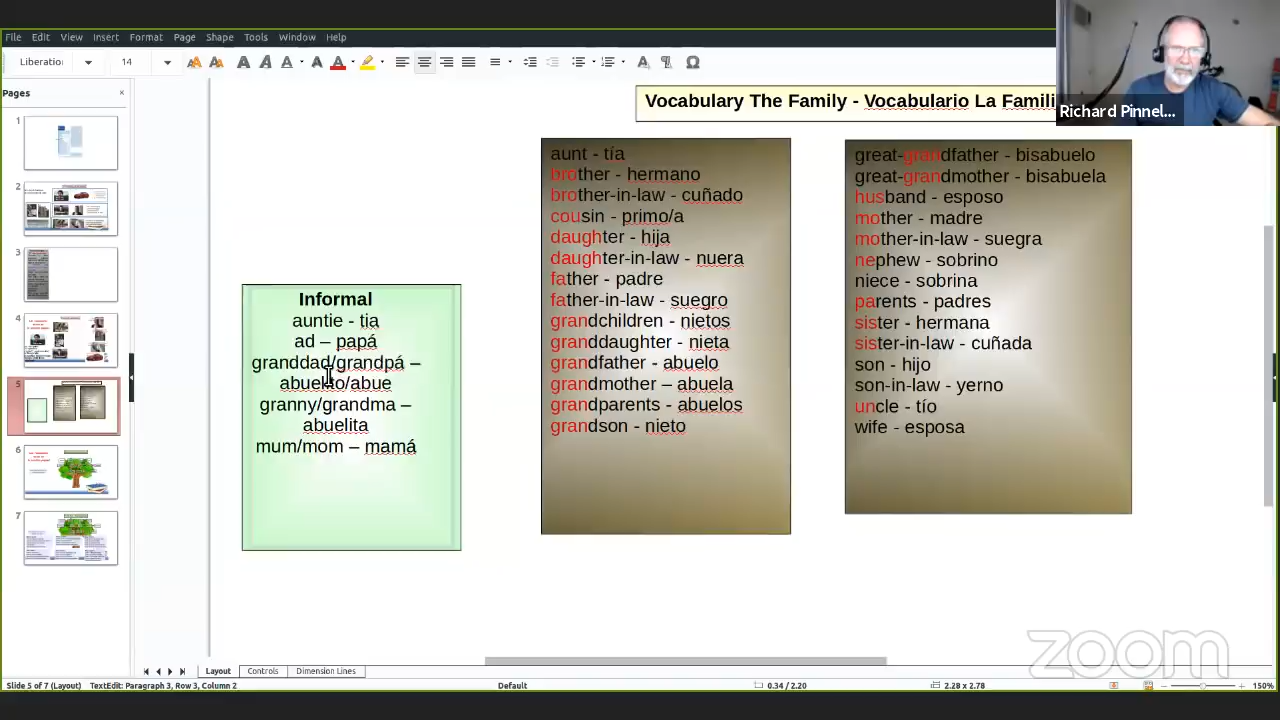 File Edit View Insert Format Page Shape Tools Window Help
Liberatio 14
Pages
1
2
3
4
5
6
7
Vocabulary The Family - Vocabulario La Famili
Richard Pinnel...
Informal
auntie - tia
ad – papá
granddad/grandpá –
abuelito/abue
granny/grandma –
abuelita
mum/mom – mamá
aunt - tía
brother - hermano
brother-in-law - cuñado
cousin - primo/a
daughter - hija
daughter-in-law - nuera
father - padre
father-in-law - suegro
grandchildren - nietos
granddaughter - nieta
grandfather - abuelo
grandmother – abuela
grandparents - abuelos
grandson - nieto
great-grandfather - bisabuelo
great-grandmother - bisabuela
husband - esposo
mother - madre
mother-in-law - suegra
nephew - sobrino
niece - sobrina
parents - padres
sister - hermana
sister-in-law - cuñada
son - hijo
son-in-law - yerno
uncle - tío
wife - esposa
zoom
Layout Controls Dimension Lines
Slide 5 of 7 (Layout) TextEdit: Paragraph 3, Row 3, Column 2 Default 0.34 / 2.20 2.28 x 2.78 150%